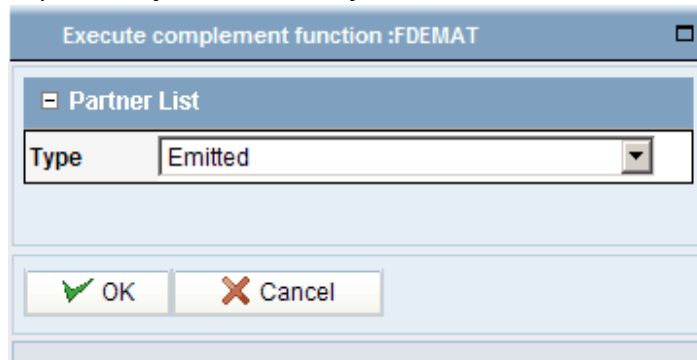 Execute complement function :FDEMAT
Partner List
Type Emitted
OK Cancel